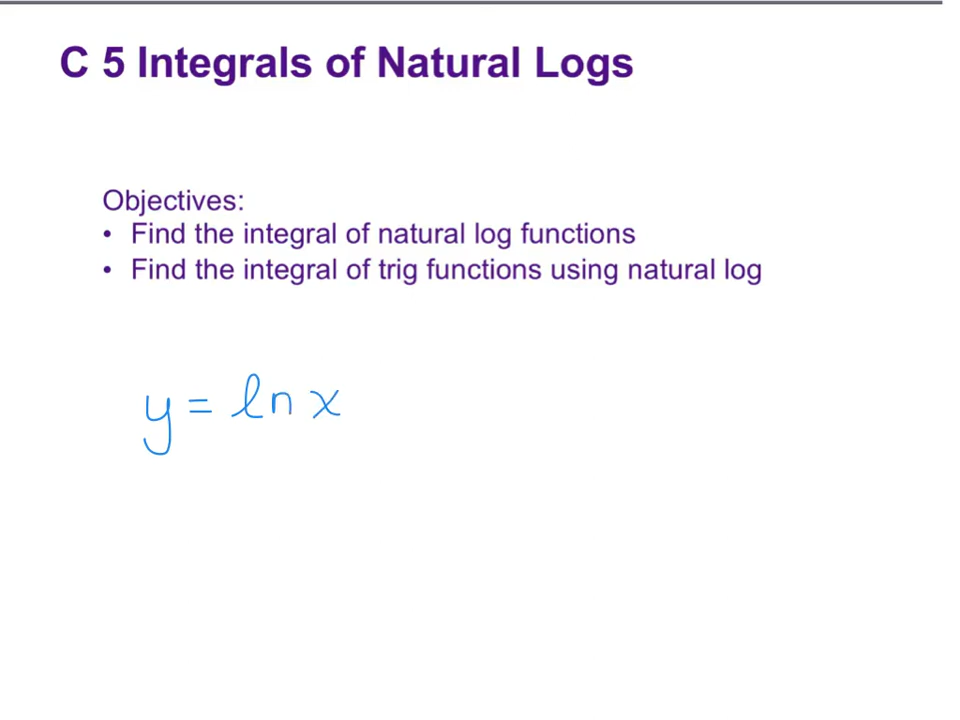 C 5 Integrals of Natural Logs
Objectives:
• Find the integral of natural log functions
• Find the integral of trig functions using natural log
y = ln x